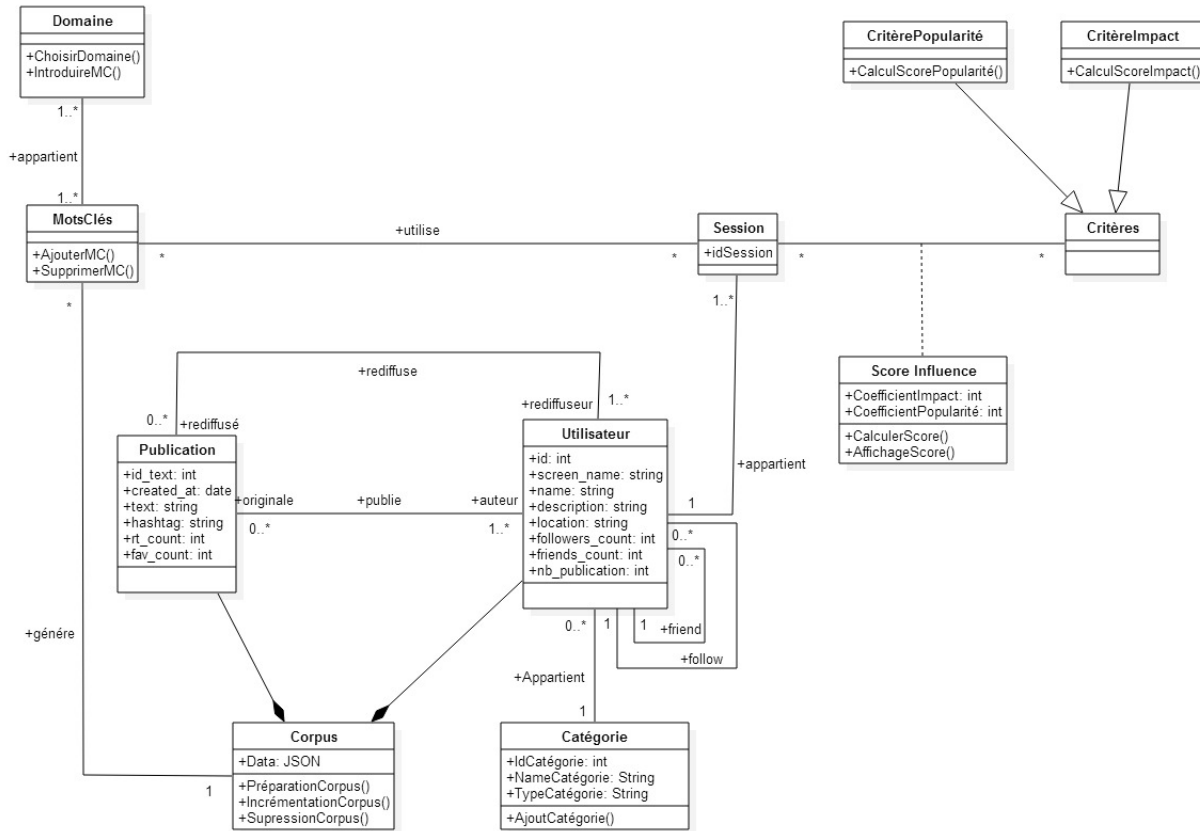 Domaine
+ChoisirDomaine()
+IntroduireMC()
CritèrePopularité
+CalculScorePopularité()
CritèreImpact
+CalculScoreImpact()
1..*
+appartient
1..*
MotsClés
+AjouterMC()
+SupprimerMC()
*
+utilise
*
Session
+idSession
*
*
Critères
*
1..*
Score Influence
+CoefficientImpact: int
+CoefficientPopularité: int
+CalculerScore()
+AffichageScore()
+rediffuse
0..*
+rediffusé
+rediffuseur
1..*
Publication
+id_text: int
+created_at: date
+text: string
+hashtag: string
+rt_count: int
+fav_count: int
+originale
0..*
+publie
+auteur
1..*
Utilisateur
+id: int
+screen_name: string
+name: string
+description: string
+location: string
+followers_count: int
+friends_count: int
+nb_publication: int
+appartient
1
0..*
0..*
1
1
+friend
+follow
+génére
1
0..*
+Appartient
1
Corpus
+Data: JSON
+PréparationCorpus()
+IncrémentationCorpus()
+SupressionCorpus()
Catégorie
+IdCatégorie: int
+NameCatégorie: String
+TypeCatégorie: String
+AjoutCatégorie()